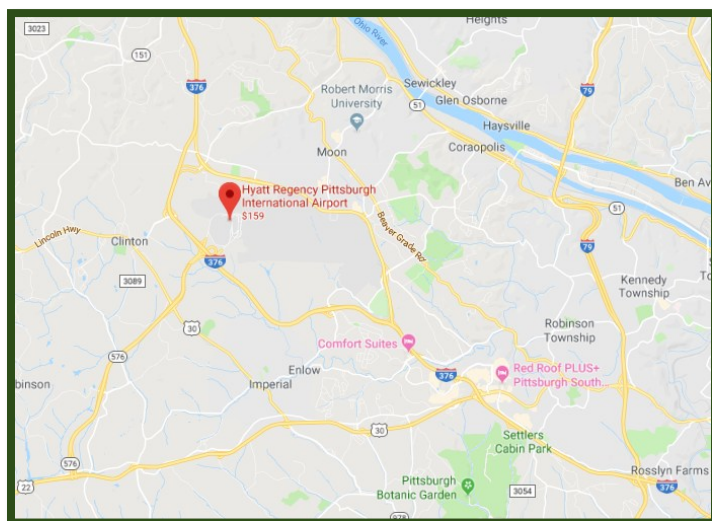 Heights
3023
Ohio River
151
376
Sewickley
79
Robert Morris
University
51
Glen Osborne
Haysville
Moon
Coraopolis
Ben Av
Hyatt Regency Pittsburgh
International Airport
$159
51
Beaver Grade Rd
Lincoln Hwy
Clinton
79
376
3089
Kennedy
Township
30
Robinson
Township
Comfort Suites
576
Enlow
376
Red Roof PLUS+
Pittsburgh South...
binson
Imperial
30
Settlers
Cabin Park
576
Rosslyn Farms
22
Pittsburgh
Botanic Garden
3054
376
978